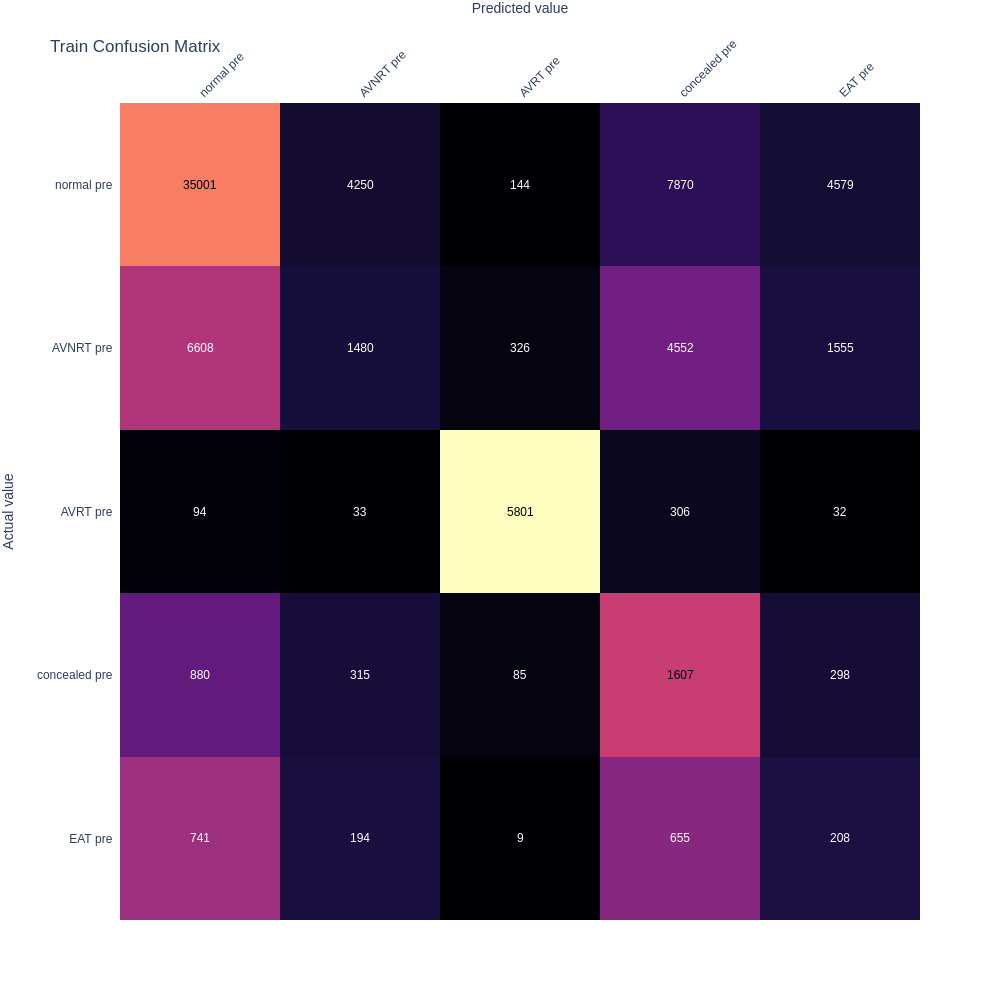 Predicted value
Train Confusion Matrix
normal pre AVNRT pre AVRT pre concealed pre EAT pre
normal pre 35001 4250 144 7870 4579
AVNRT pre 6608 1480 326 4552 1555
Actual value
AVRT pre 94 33 5801 306 32
concealed pre 880 315 85 1607 298
EAT pre 741 194 9 655 208